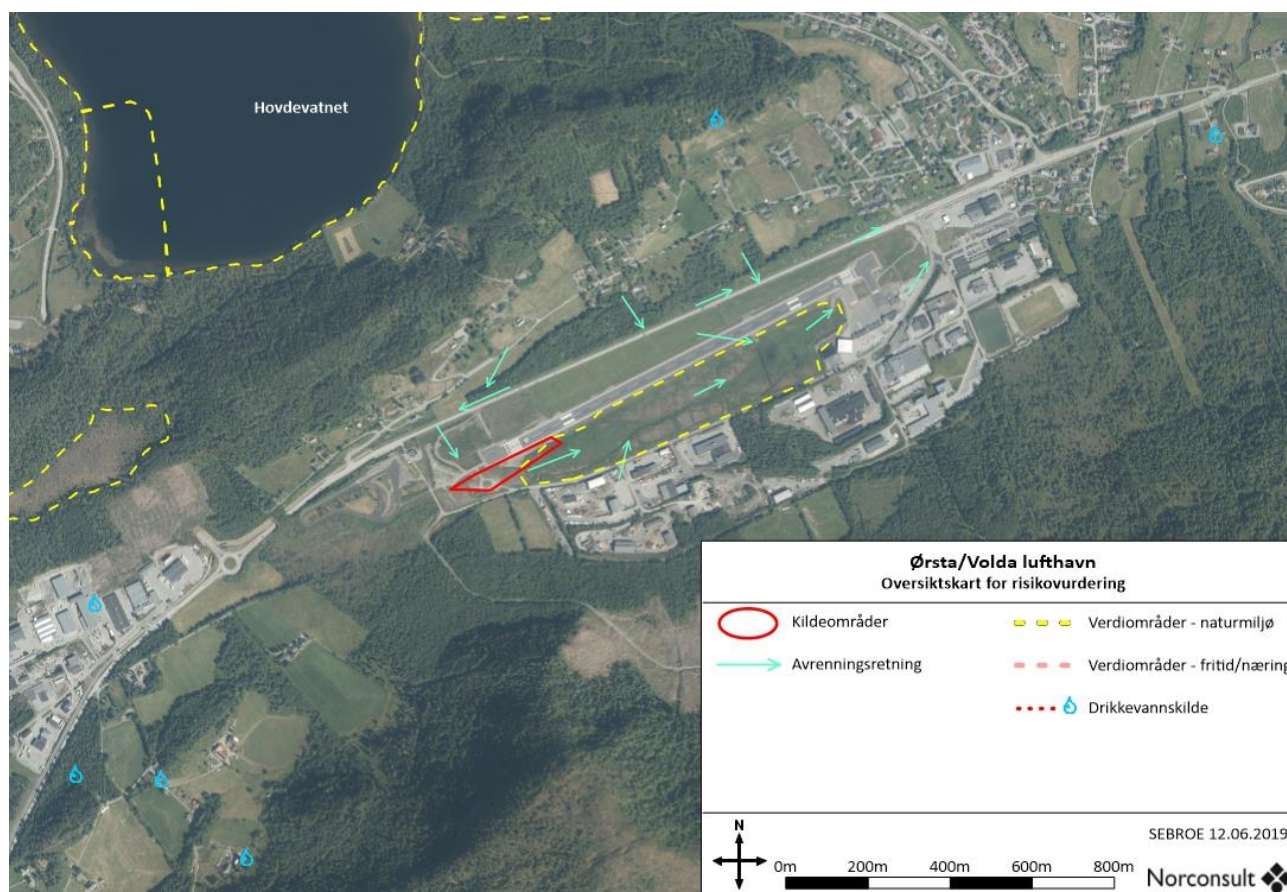 Hovdevatnet
Ørsta/Volda lufthavn
Oversiktskart for risikovurdering
Kildeområder
Verdiområder - naturmiljø
Avrenningsretning
Verdiområder - fritid/næring
Drikkevannskilde
N
SEBROE 12.06.2019
0m 200m 400m 600m 800m
Norconsult